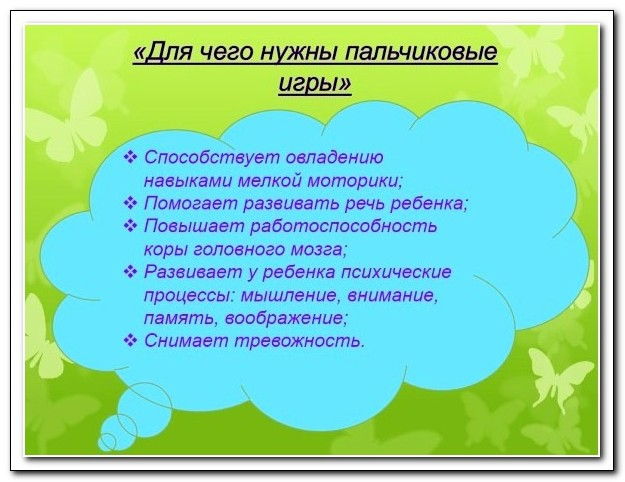 «Для чего нужны пальчиковые
игры»
❖ Способствует овладению
навыками мелкой моторики;
❖ Помогает развивать речь ребенка;
❖ Повышает работоспособность
коры головного мозга;
❖ Развивает у ребенка психические
процессы: мышление, внимание,
память, воображение;
❖ Снимает тревожность.